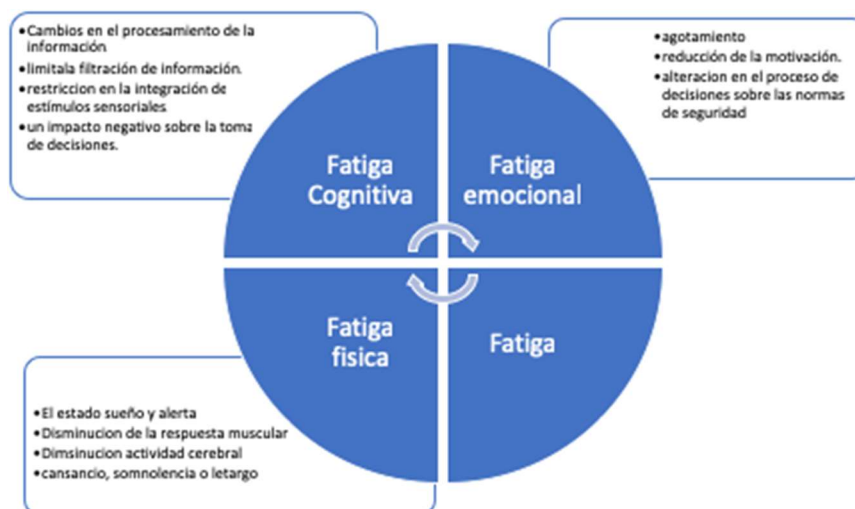 •Cambios en el procesamiento de la
información
•limitala filtración de información.
•restriccion en la integración de
estímulos sensoriales
•un impacto negativo sobre la toma
de decisiones.
•agotamiento
•reducción de la motivación.
•alteracion en el proceso de
decisiones sobre las normas
de seguridad
Fatiga
Cognitiva
Fatiga
emocional
Fatiga
fisica
Fatiga
•El estado sueño y alerta
•Disminucion de la respuesta muscular
•Dimsinucion actividad cerebral
•cansancio, somnolencia o letargo